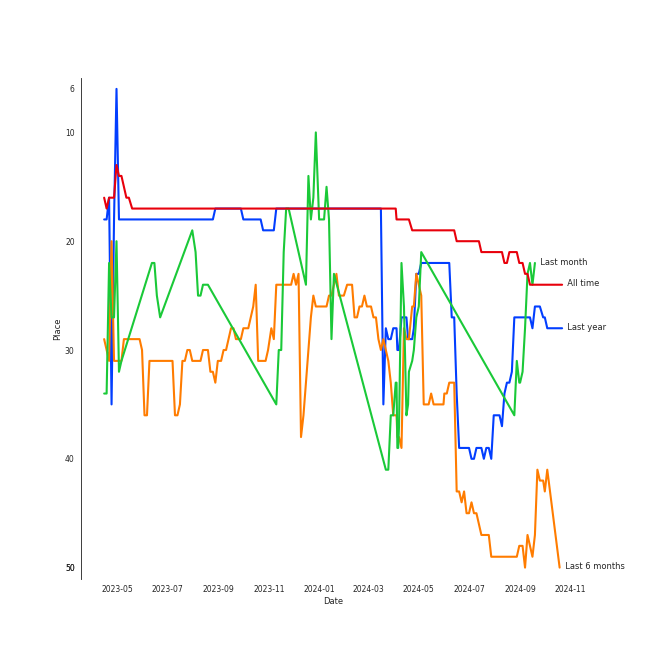 6
10
20
30
40
50
Place
Last month
All time
Last year
Last 6 months
2023-05
2023-07
2023-09
2023-11
2024-01
2024-03
2024-05
2024-07
2024-09
2024-11
Date